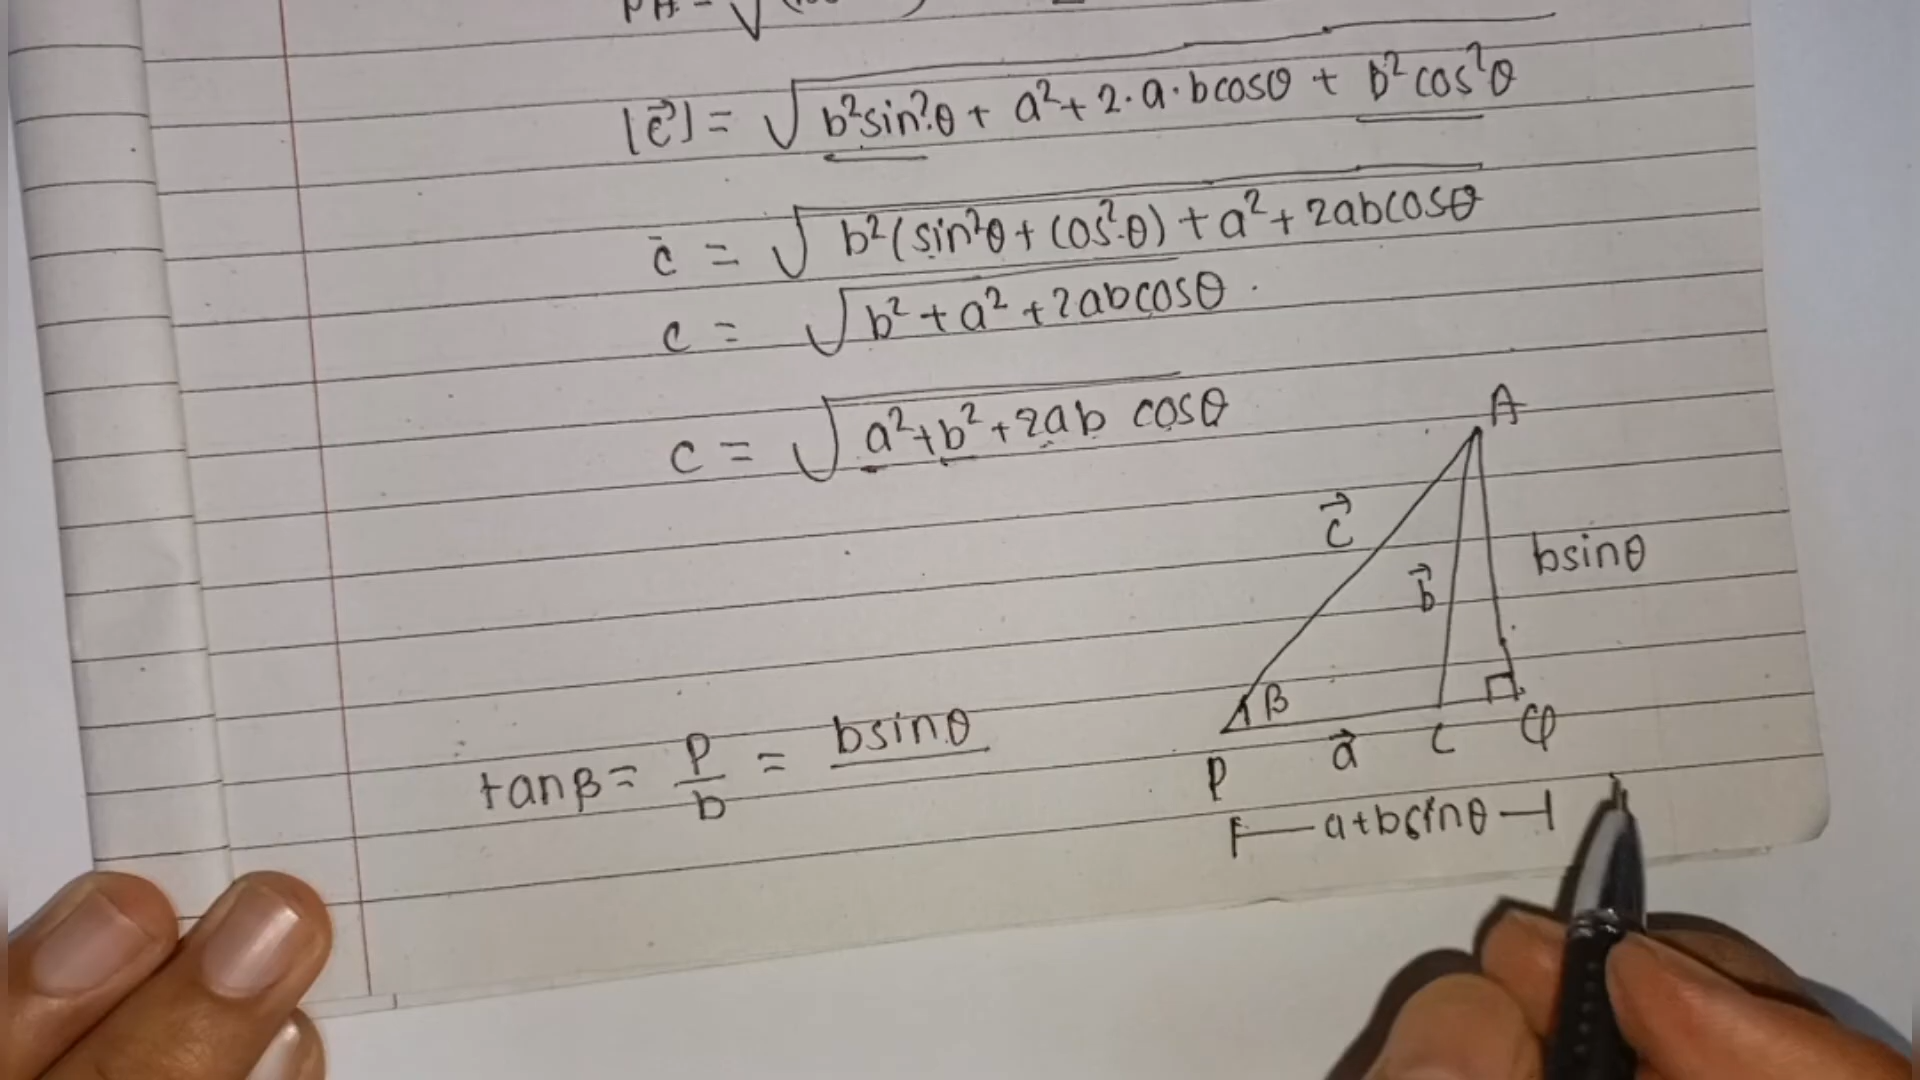 |c⃗| = √b²sin²θ + a² + 2·a·bcosθ + b²cos²θ
c = √b²(sin²θ + cos²θ) + a² + 2abcosθ
c = √b² + a² + 2abcosθ
c = √a² + b² + 2ab cosθ
A
c⃗
b⃗
bsinθ
β
P
a⃗
C
Q
a+bsinθ
tanβ = P/b = bsinθ